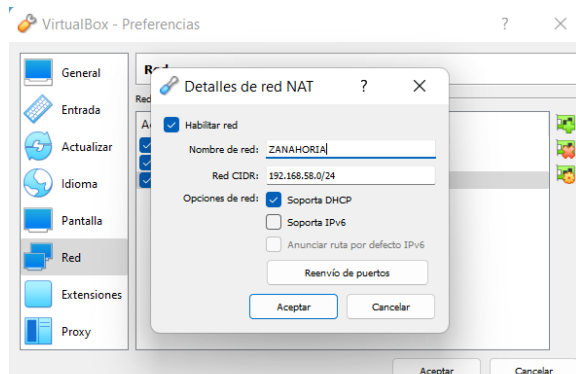 VirtualBox - Preferencias ? ×
General
Entrada
Actualizar
Idioma
Pantalla
Red
Extensiones
Proxy
Detalles de red NAT ? ×
Habilitar red
Nombre de red: ZANAHORIA
Red CIDR: 192.168.58.0/24
Opciones de red: Soporta DHCP
Soporta IPv6
Anunciar ruta por defecto IPv6
Reenvío de puertos
Aceptar Cancelar
Aceptar Cancelar